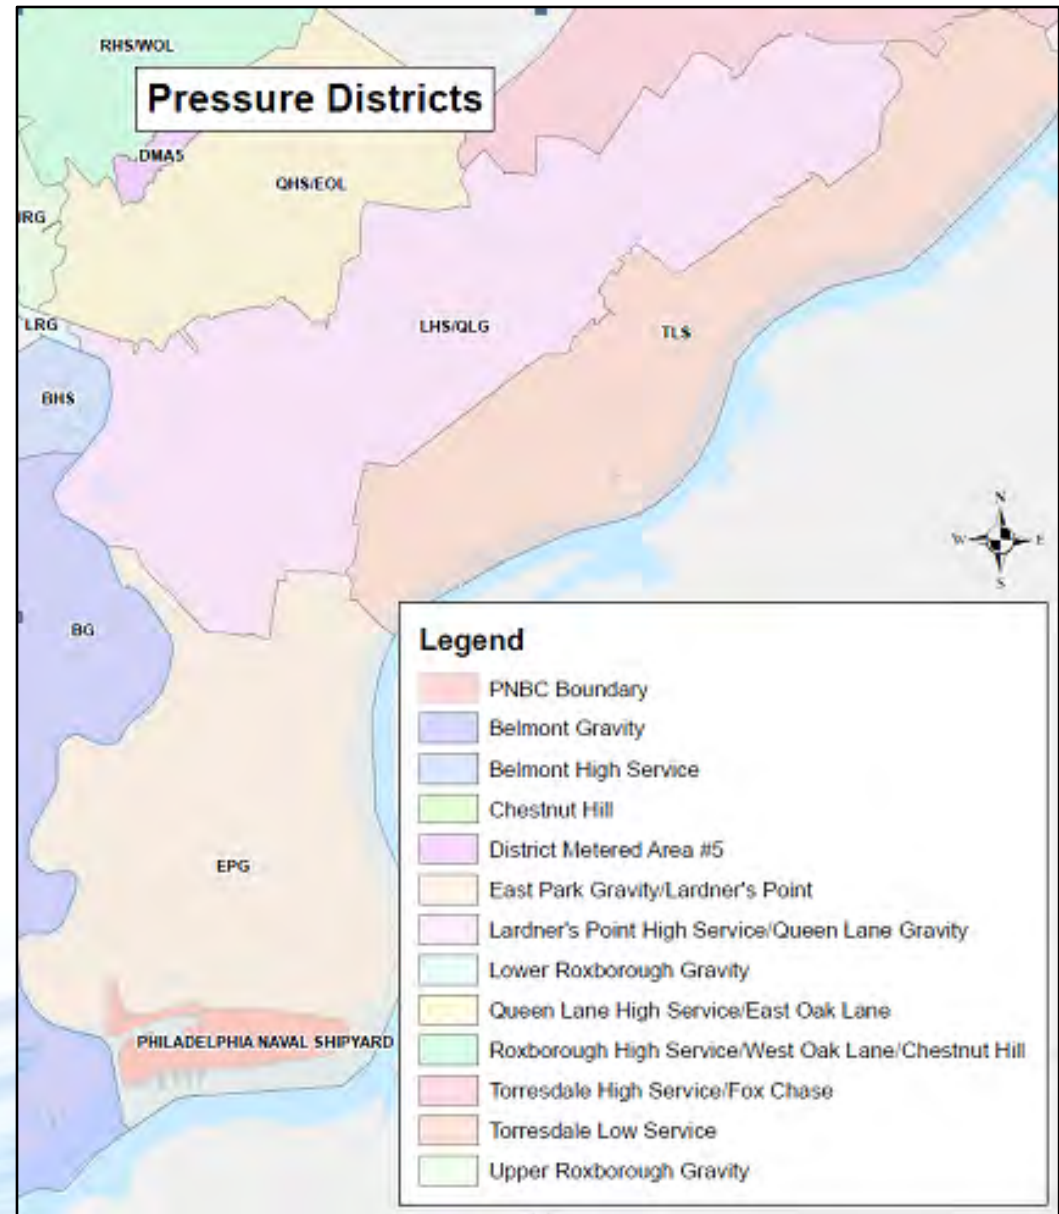 RHS/WOL
Pressure Districts
DMA5
QHS/EOL
IRG
LRG
LHS/QLG
TLS
BHS
N
W
E
S
BG
EPG
PHILADELPHIA NAVAL SHIPYARD
Legend
PNBC Boundary
Belmont Gravity
Belmont High Service
Chestnut Hill
District Metered Area #5
East Park Gravity/Lardner's Point
Lardner's Point High Service/Queen Lane Gravity
Lower Roxborough Gravity
Queen Lane High Service/East Oak Lane
Roxborough High Service/West Oak Lane/Chestnut Hill
Torresdale High Service/Fox Chase
Torresdale Low Service
Upper Roxborough Gravity